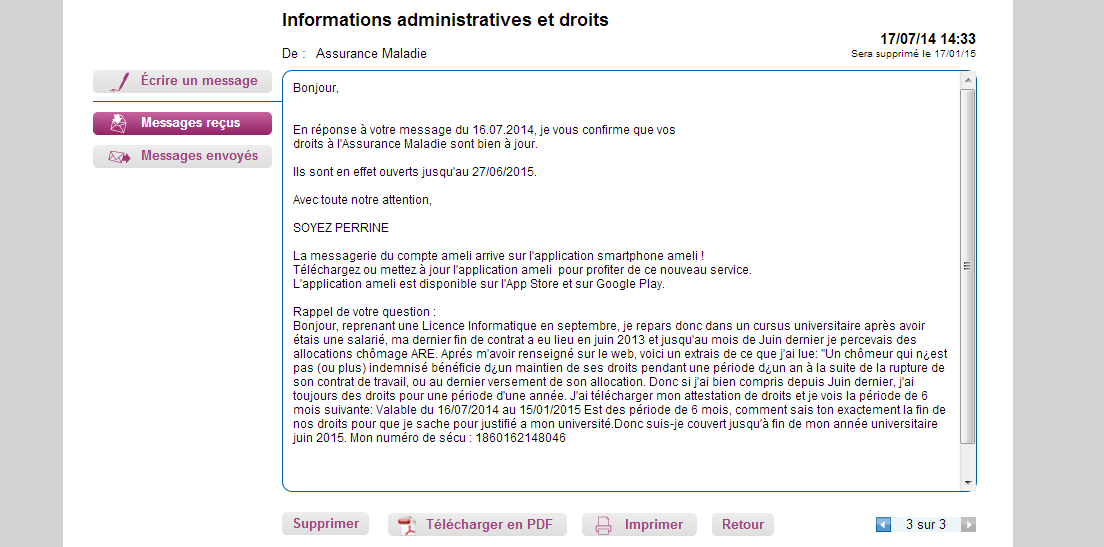 Informations administratives et droits
17/07/14 14:33
De : Assurance Maladie
Sera supprimé le 17/01/15
Écrire un message
Messages reçus
Messages envoyés
Bonjour,
En réponse à votre message du 16.07.2014, je vous confirme que vos
droits à l'Assurance Maladie sont bien à jour.
Ils sont en effet ouverts jusqu'au 27/06/2015.
Avec toute notre attention,
SOYEZ PERRINE
La messagerie du compte ameli arrive sur l'application smartphone ameli !
Téléchargez ou mettez à jour l'application ameli pour profiter de ce nouveau service.
L'application ameli est disponible sur l'App Store et sur Google Play.
Rappel de votre question :
Bonjour, reprenant une Licence Informatique en septembre, je repars donc dans un cursus universitaire après avoir
étais une salarié, ma dernier fin de contrat a eu lieu en juin 2013 et jusqu'au mois de Juin dernier je percevais des
allocations chômage ARE. Aprés m'avoir renseigné sur le web, voici un extrais de ce que j'ai lue: "Un chômeur qui n¿est
pas (ou plus) indemnisé bénéficie d¿un maintien de ses droits pendant une période d¿un an à la suite de la rupture de
son contrat de travail, ou au dernier versement de son allocation. Donc si j'ai bien compris depuis Juin dernier, j'ai
toujours des droits pour une période d'une année. J'ai télécharger mon attestation de droits et je vois la période de 6
mois suivante: Valable du 16/07/2014 au 15/01/2015 Est des période de 6 mois, comment sais ton exactement la fin de
nos droits pour que je sache pour justifié a mon université.Donc suis-je couvert jusqu'à fin de mon année universitaire
juin 2015. Mon numéro de sécu : 1860162148046
Supprimer
Télécharger en PDF
Imprimer
Retour
3 sur 3